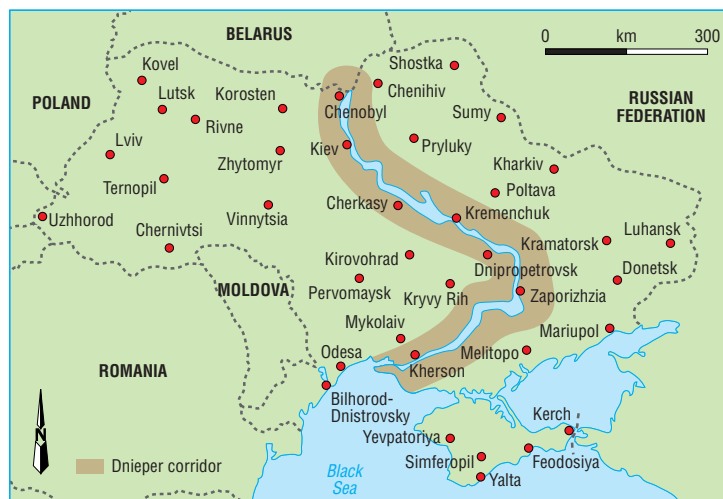 BELARUS
0 km 300
Shostka
Kovel
Chenihiv
POLAND
Lutsk
Korosten
Chenobyl
Sumy
RUSSIAN
FEDERATION
Rivne
Lviv
Kiev
Pryluky
Zhytomyr
Kharkiv
Ternopil
Poltava
Uzhhorod
Vinnytsia
Cherkasy
Kremenchuk
Chernivtsi
Kramatorsk
Luhansk
Kirovohrad
Dnipropetrovsk
Donetsk
MOLDOVA
Pervomaysk
Kryvy Rih
Zaporizhzia
Mykolaiv
Mariupol
ROMANIA
Odesa
Kherson
Melitopo
Bilhorod-
Dnistrovsky
Kerch
N
Yevpatoriya
Dnieper corridor
Black
Sea
Simferopil
Feodosiya
Yalta